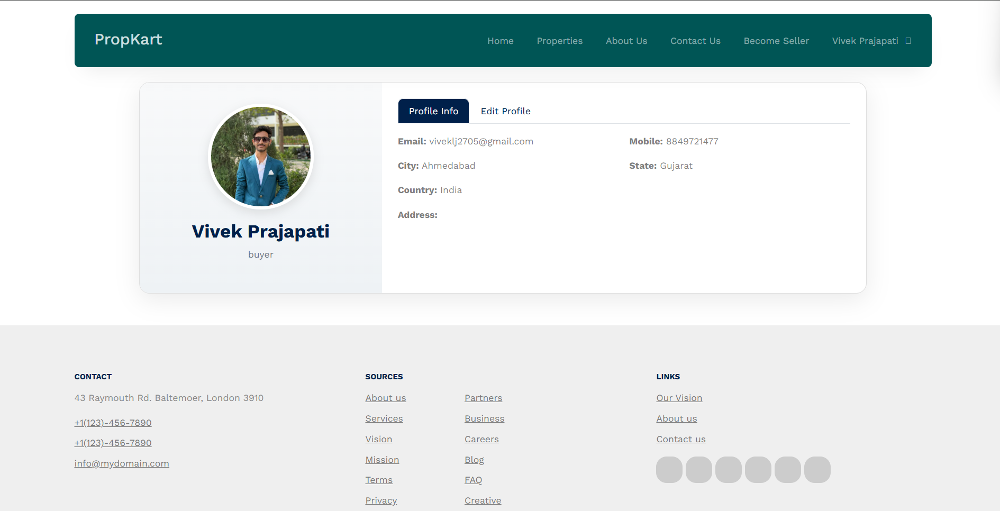 PropKart
Home Properties About Us Contact Us Become Seller Vivek Prajapati
Profile Info Edit Profile
Email: viveklj2705@gmail.com Mobile: 8849721477
City: Ahmedabad State: Gujarat
Country: India
Address:
Vivek Prajapati
buyer
CONTACT
43 Raymouth Rd. Baltemoer, London 3910
+1(123)-456-7890
+1(123)-456-7890
info@mydomain.com
SOURCES
About us
Services
Vision
Mission
Terms
Privacy
Partners
Business
Careers
Blog
FAQ
Creative
LINKS
Our Vision
About us
Contact us